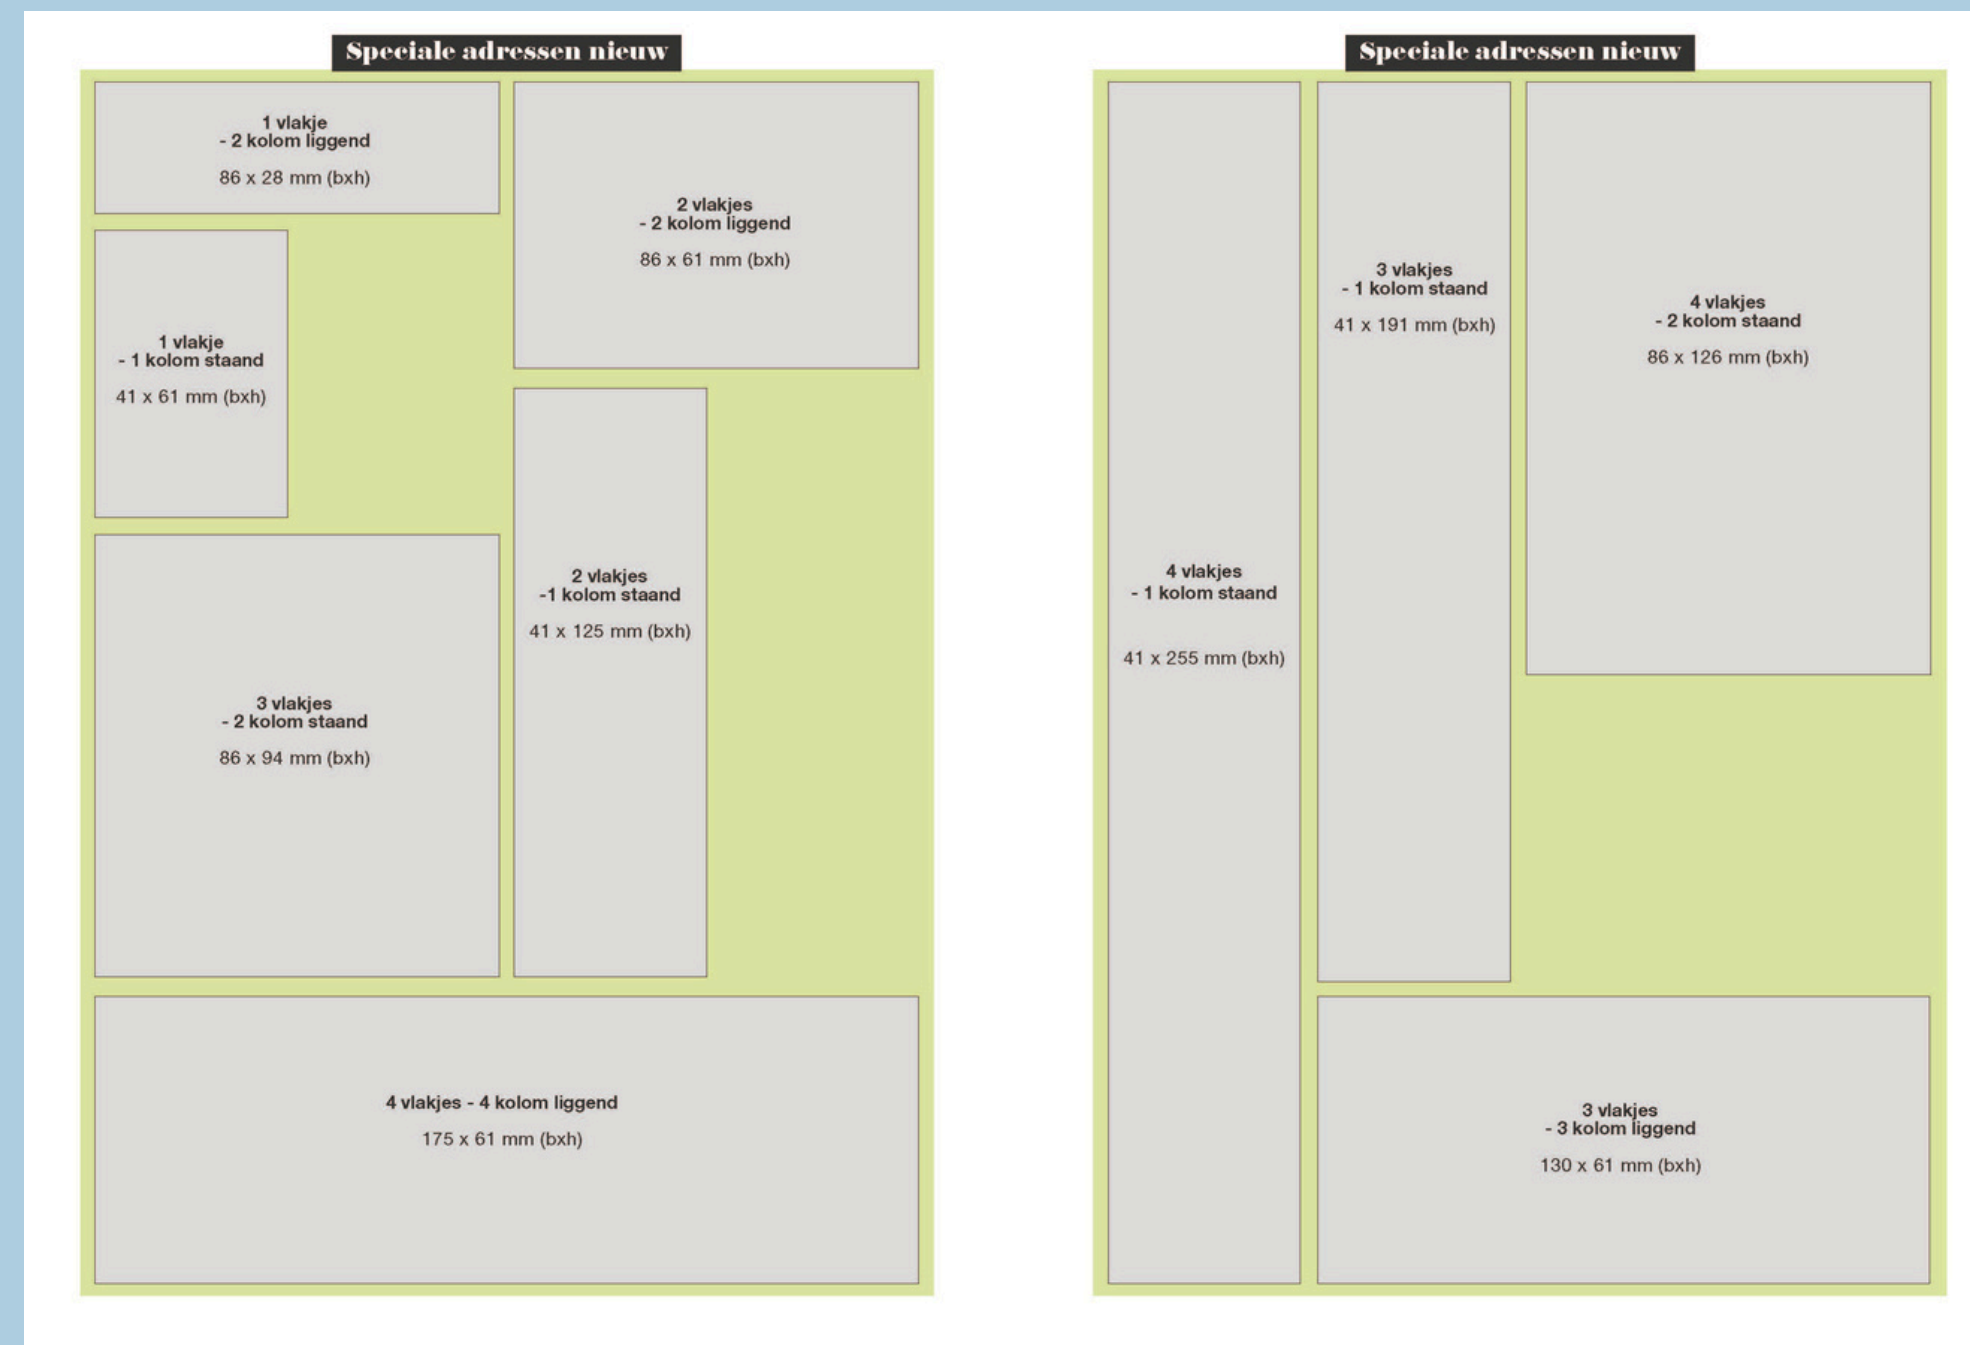 Speciale adressen nieuw
1 vlakje
- 2 kolom liggend
86 x 28 mm (bxh)
2 vlakjes
- 2 kolom liggend
86 x 61 mm (bxh)
1 vlakje
- 1 kolom staand
41 x 61 mm (bxh)
2 vlakjes
-1 kolom staand
41 x 125 mm (bxh)
3 vlakjes
- 2 kolom staand
86 x 94 mm (bxh)
4 vlakjes - 4 kolom liggend
175 x 61 mm (bxh)
Speciale adressen nieuw
4 vlakjes
- 1 kolom staand
41 x 255 mm (bxh)
3 vlakjes
- 1 kolom staand
41 x 191 mm (bxh)
4 vlakjes
- 2 kolom staand
86 x 126 mm (bxh)
3 vlakjes
- 3 kolom liggend
130 x 61 mm (bxh)